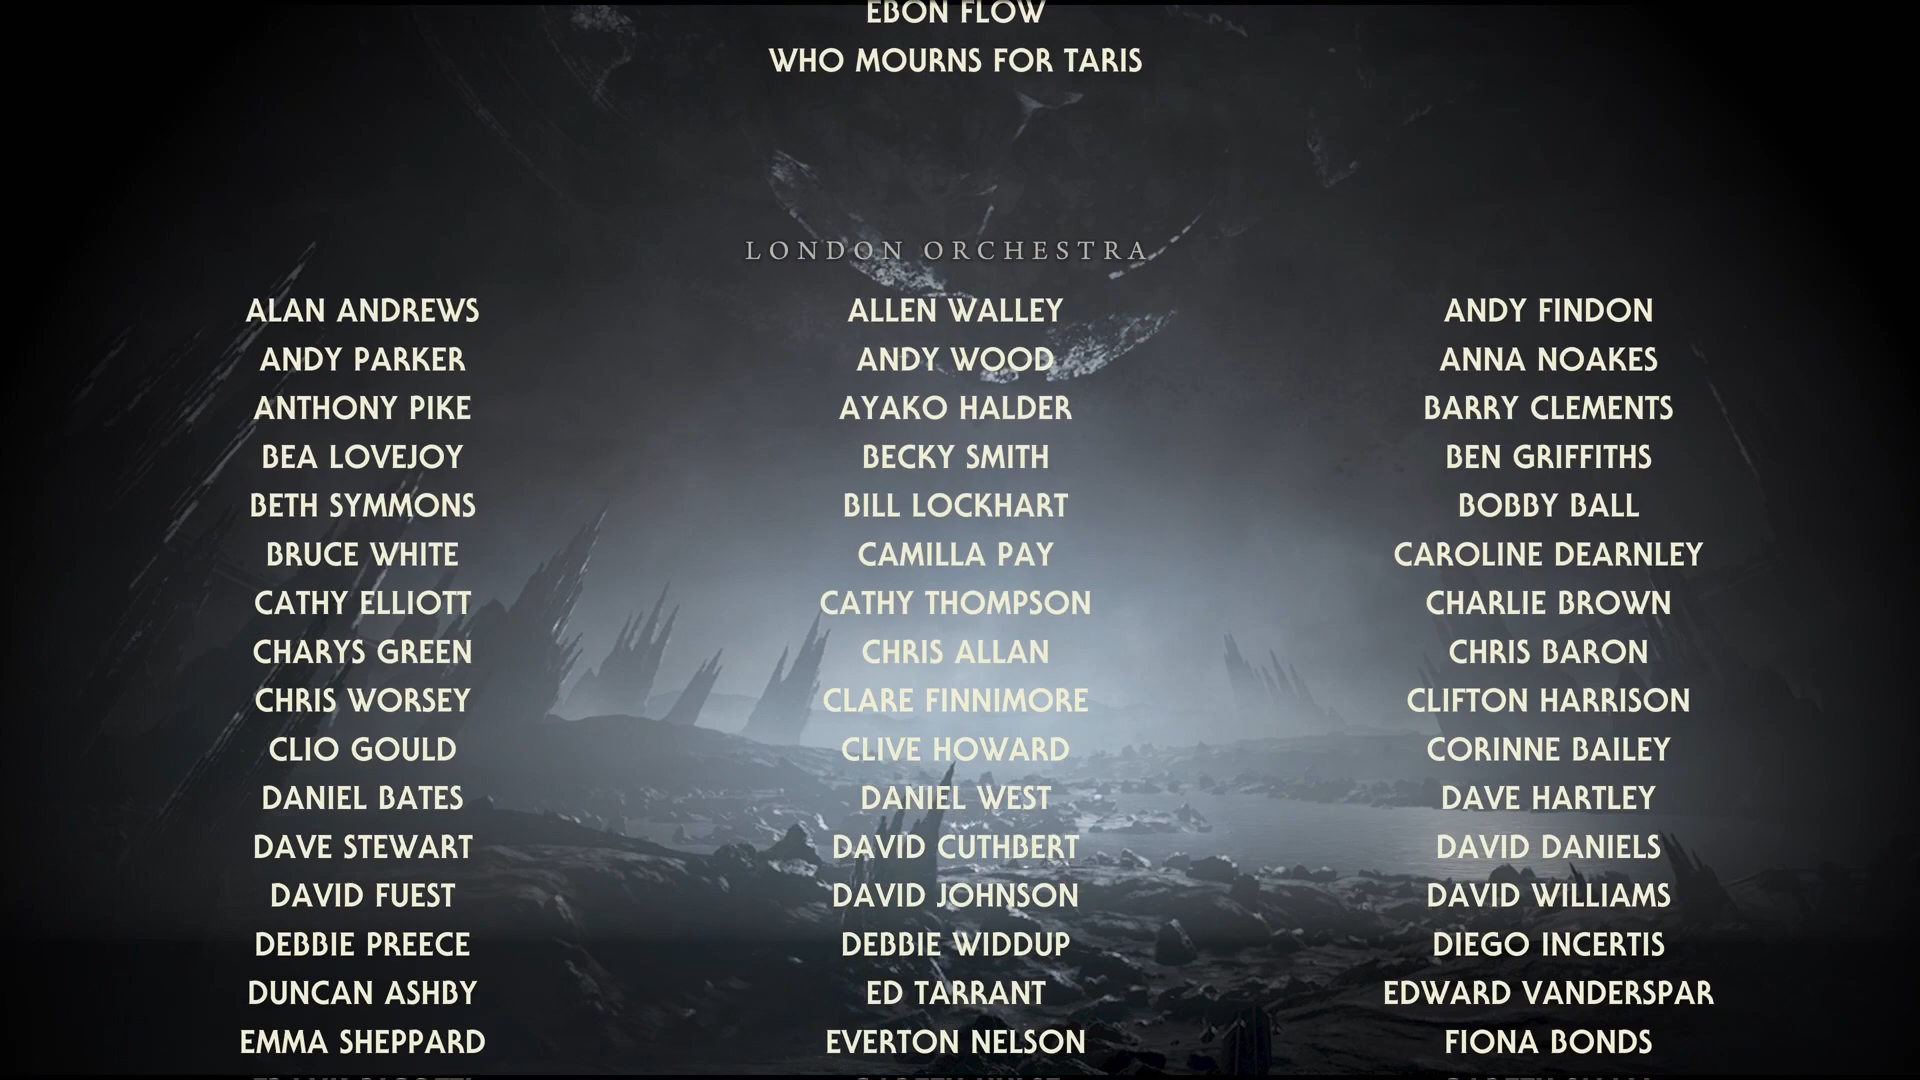 EBON FLOW
WHO MOURNS FOR TARIS
LONDON ORCHESTRA
ALAN ANDREWS ALLEN WALLEY ANDY FINDON
ANDY PARKER ANDY WOOD ANNA NOAKES
ANTHONY PIKE AYAKO HALDER BARRY CLEMENTS
BEA LOVEJOY BECKY SMITH BEN GRIFFITHS
BETH SYMMONS BILL LOCKHART BOBBY BALL
BRUCE WHITE CAMILLA PAY CAROLINE DEARNLEY
CATHY ELLIOTT CATHY THOMPSON CHARLIE BROWN
CHARYS GREEN CHRIS ALLAN CHRIS BARON
CHRIS WORSEY CLARE FINNIMORE CLIFTON HARRISON
CLIO GOULD CLIVE HOWARD CORINNE BAILEY
DANIEL BATES DANIEL WEST DAVE HARTLEY
DAVE STEWART DAVID CUTHBERT DAVID DANIELS
DAVID FUEST DAVID JOHNSON DAVID WILLIAMS
DEBBIE PREECE DEBBIE WIDDUP DIEGO INCERTIS
DUNCAN ASHBY ED TARRANT EDWARD VANDERSPAR
EMMA SHEPPARD EVERTON NELSON FIONA BONDS